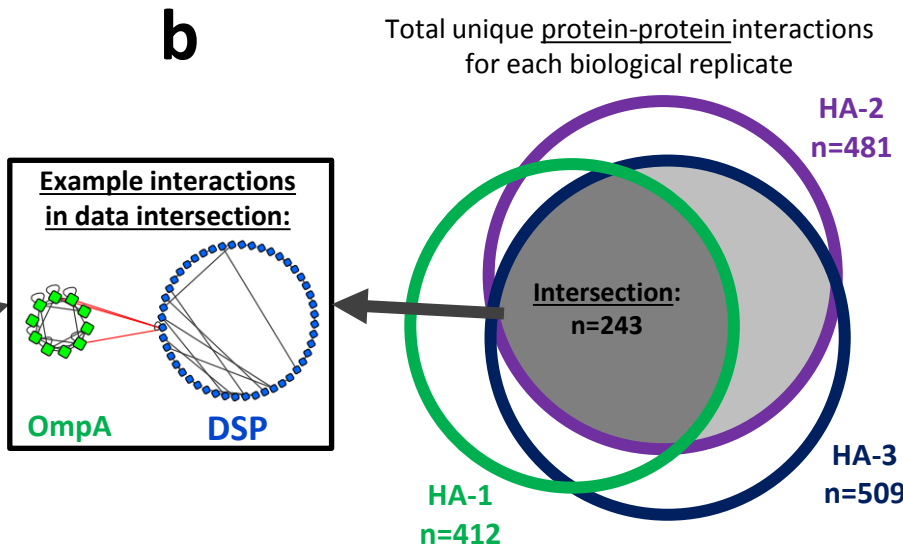 b
Total unique protein-protein interactions
for each biological replicate
HA-2
n=481
Example interactions
in data intersection:
OmpA
DSP
Intersection:
n=243
HA-1
n=412
HA-3
n=509